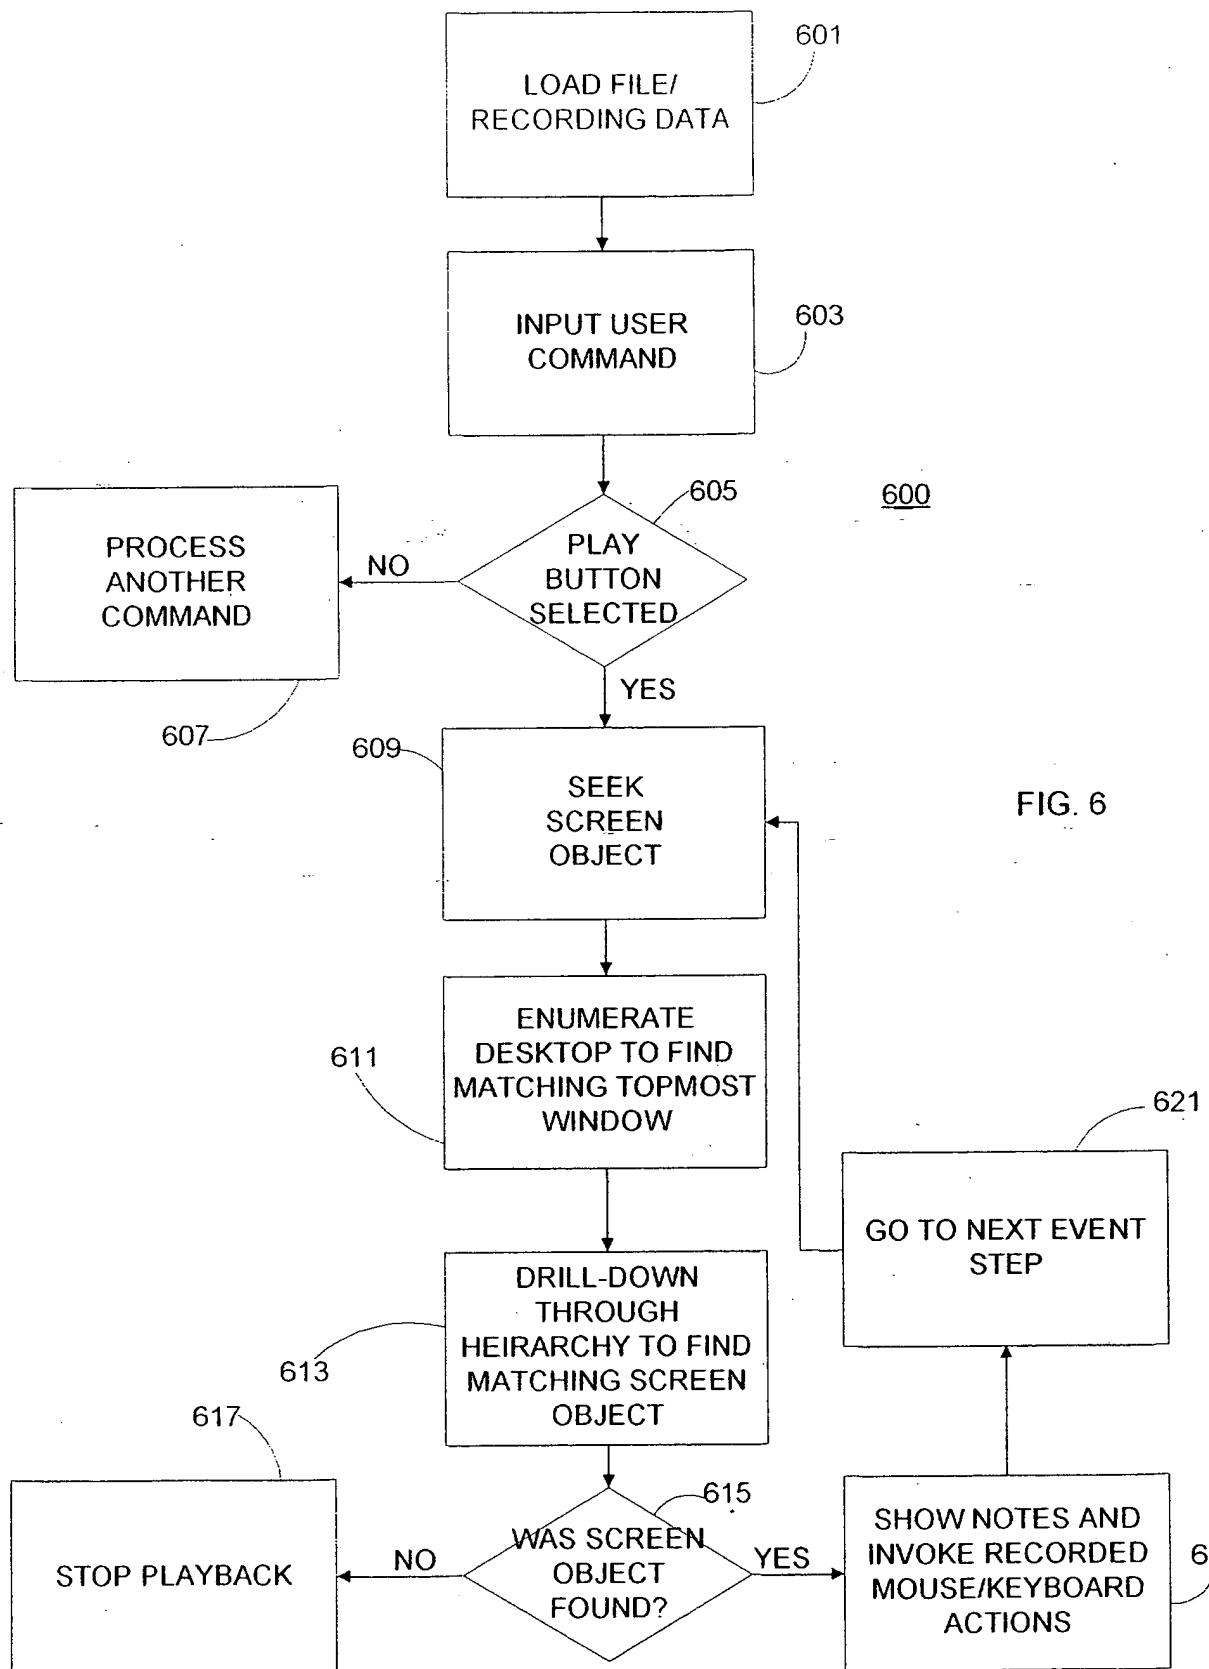 601
LOAD FILE/
RECORDING DATA
603
INPUT USER
COMMAND
605
600
PLAY
BUTTON
SELECTED
NO
PROCESS
ANOTHER
COMMAND
YES
607
609
SEEK
SCREEN
OBJECT
FIG. 6
ENUMERATE
DESKTOP TO FIND
MATCHING TOPMOST
WINDOW
611
621
GO TO NEXT EVENT
STEP
DRILL-DOWN
THROUGH
HEIRARCHY TO FIND
MATCHING SCREEN
OBJECT
613
617
615
WAS SCREEN
OBJECT
FOUND?
NO
YES
STOP PLAYBACK
SHOW NOTES AND
INVOKE RECORDED
MOUSE/KEYBOARD
ACTIONS